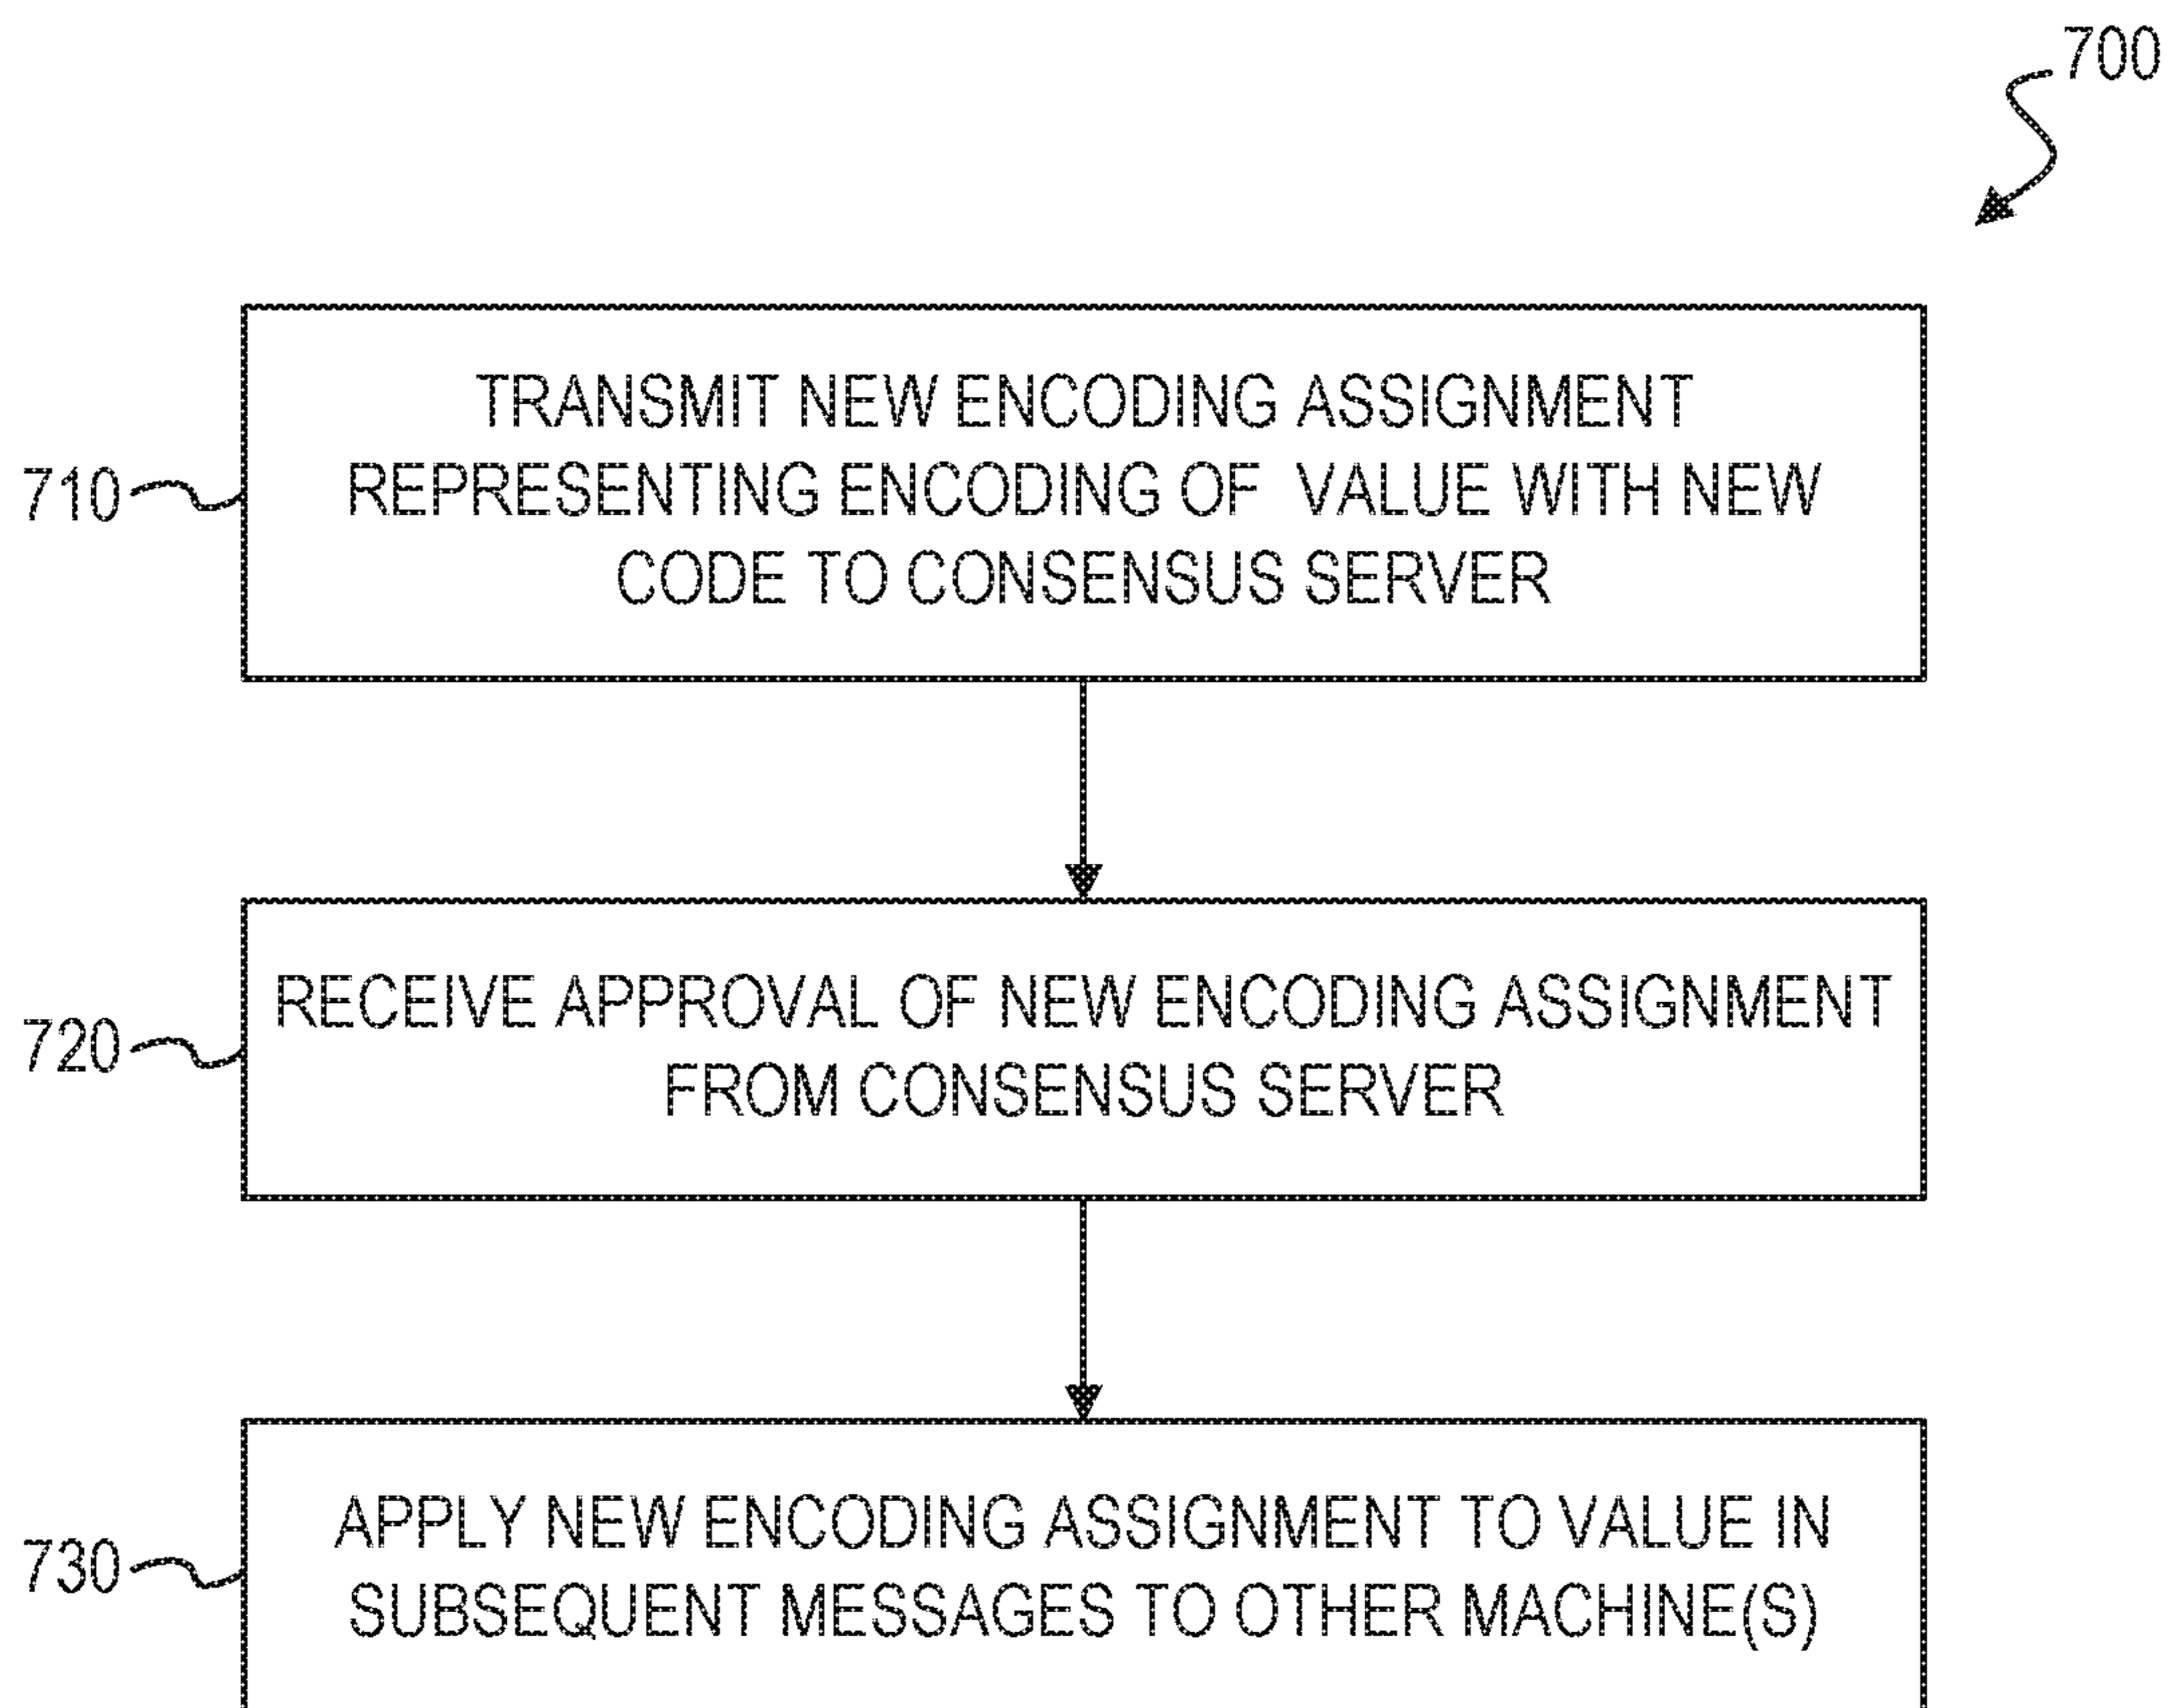 700
TRANSMIT NEW ENCODING ASSIGNMENT
REPRESENTING ENCODING OF VALUE WITH NEW
CODE TO CONSENSUS SERVER
710
RECEIVE APPROVAL OF NEW ENCODING ASSIGNMENT
FROM CONSENSUS SERVER
720
APPLY NEW ENCODING ASSIGNMENT TO VALUE IN
SUBSEQUENT MESSAGES TO OTHER MACHINE(S)
730